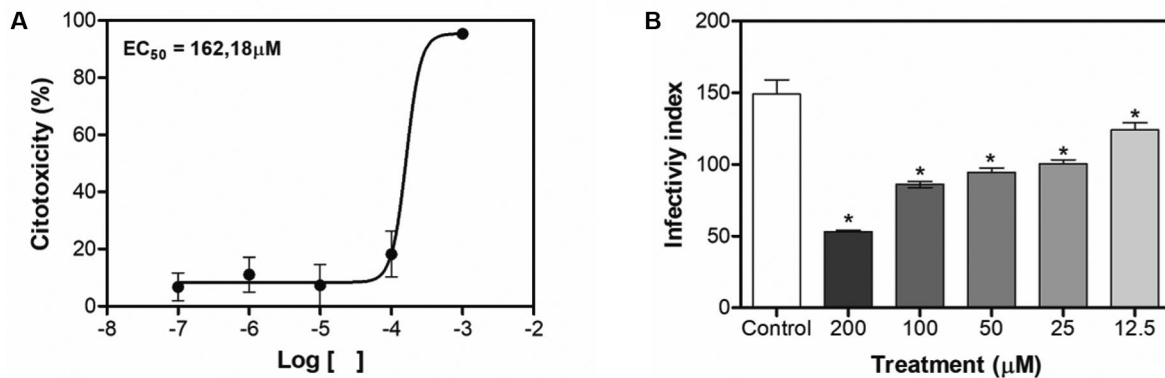 A
EC50 = 162,18μM
Citotoxicity (%)
100
80
60
40
20
0
-8 -7 -6 -5 -4 -3 -2
Log [ ]
B
Infectiviy index
200
150
100
50
0
*
*
*
*
*
Control 200 100 50 25 12.5
Treatment (μM)